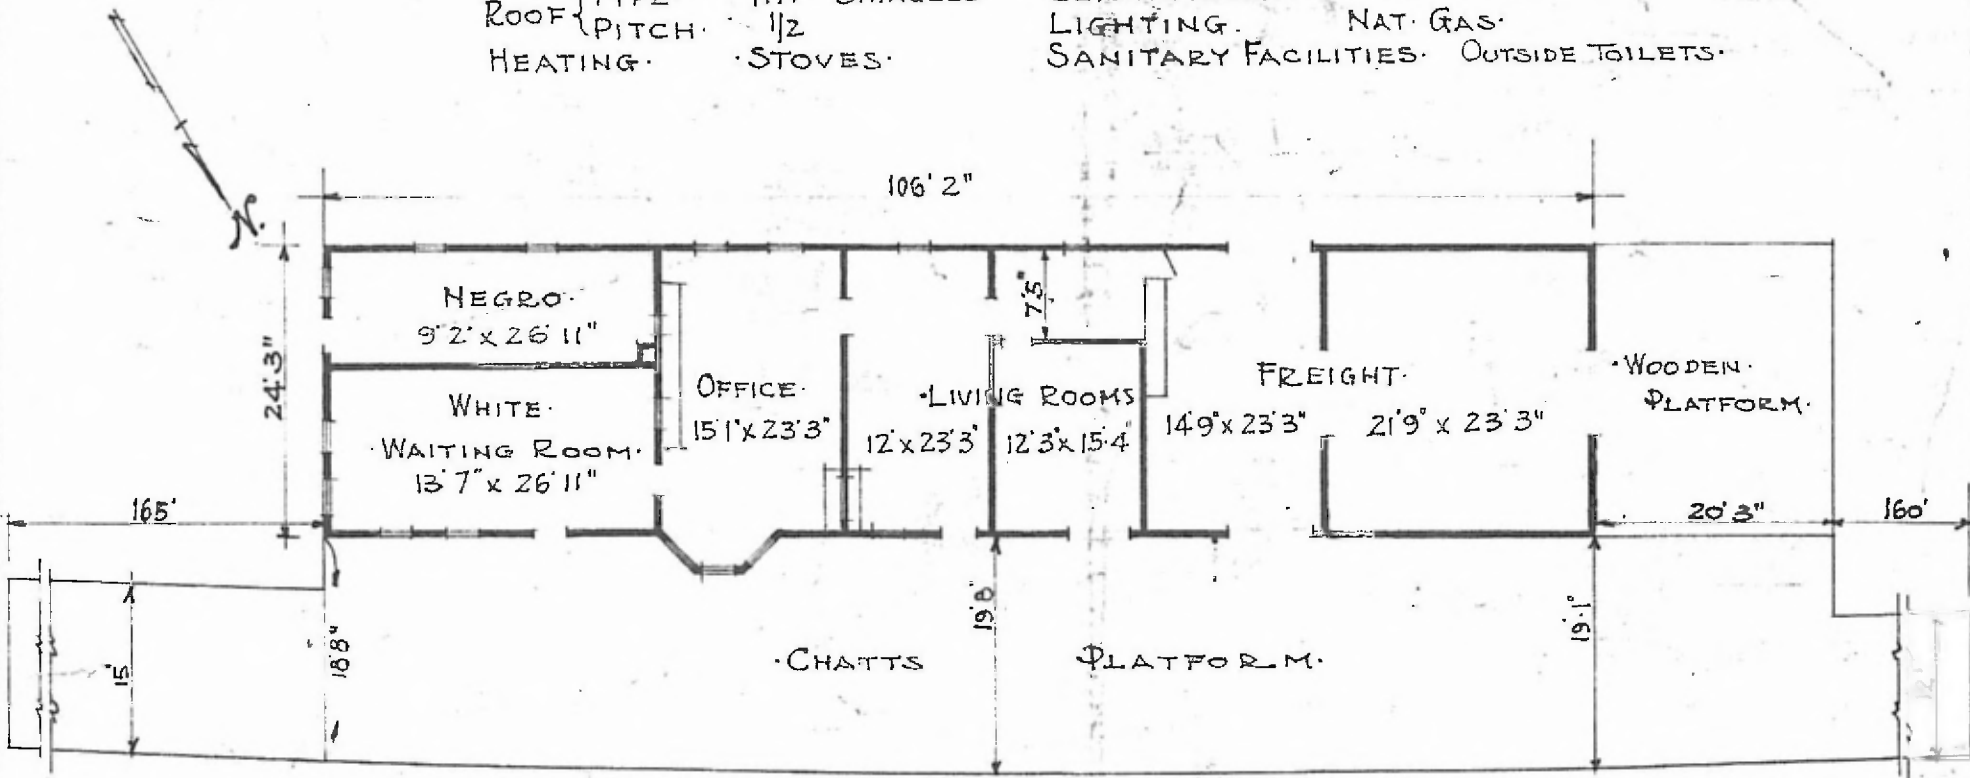 ROOF { PITCH. 1/2
LIGHTING. NAT. GAS.
HEATING. .STOVES.
SANITARY FACILITIES. OUTSIDE TOILETS.
N.
106' 2"
24'3"
NEGRO.
9'2" x 26'11"
WHITE.
.WAITING ROOM.
13'7" x 26'11"
OFFICE.
15'1" x 23'3"
.LIVING ROOMS
12' x 23'3"
12'3" x 15'4"
7'5"
FREIGHT.
14'9" x 23'3"
21'9" x 23'3"
.WOODEN.
PLATFORM.
165'
20'3"
160'
15'
18'8"
19'8"
19'1"
12'
.CHATTS PLATFORM.